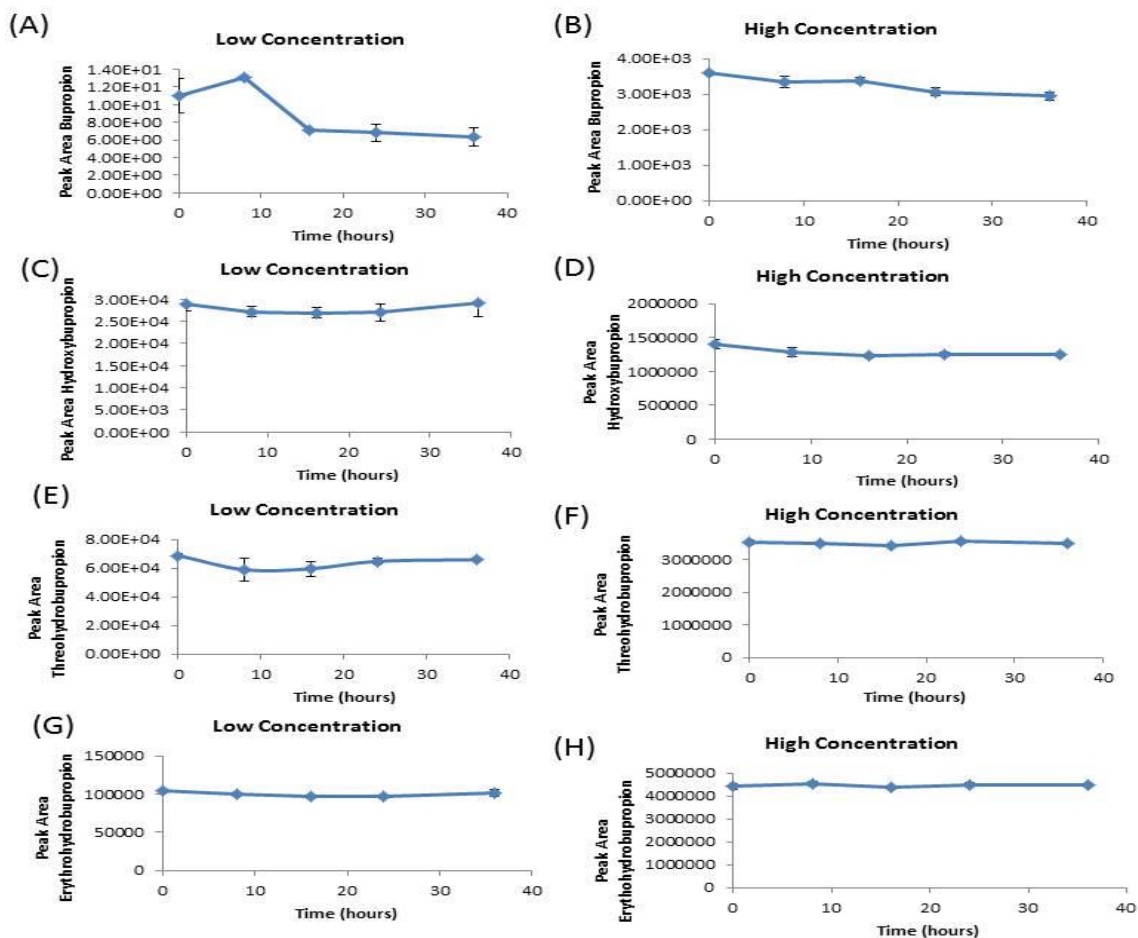 (A)
Low Concentration
Peak Area Bupropion
1.40E+01
1.20E+01
1.00E+01
8.00E+00
6.00E+00
4.00E+00
2.00E+00
0.00E+00
0 10 20 30 40
Time (hours)
(B)
High Concentration
Peak Area Bupropion
4.00E+03
3.00E+03
2.00E+03
1.00E+03
0.00E+00
0 10 20 30 40
Time (hours)
(C)
Low Concentration
Peak Area Hydroxybupropion
3.00E+04
2.50E+04
2.00E+04
1.50E+04
1.00E+04
5.00E+03
0.00E+00
0 10 20 30 40
Time (hours)
(D)
High Concentration
Peak Area
Hydroxybupropion
2000000
1500000
1000000
500000
0
0 10 20 30 40
Time (hours)
(E)
Low Concentration
Peak Area
Threohydrobupropion
8.00E+04
6.00E+04
4.00E+04
2.00E+04
0.00E+00
0 10 20 30 40
Time (hours)
(F)
High Concentration
Peak Area
Threohydrobupropion
3000000
2000000
1000000
0
0 10 20 30 40
Time (hours)
(G)
Low Concentration
Peak Area
Erythrohydrobupropion
150000
100000
50000
0
0 10 20 30 40
Time (hours)
(H)
High Concentration
Peak Area
Erythohydrobupropion
5000000
4000000
3000000
2000000
1000000
0
0 10 20 30 40
Time (hours)